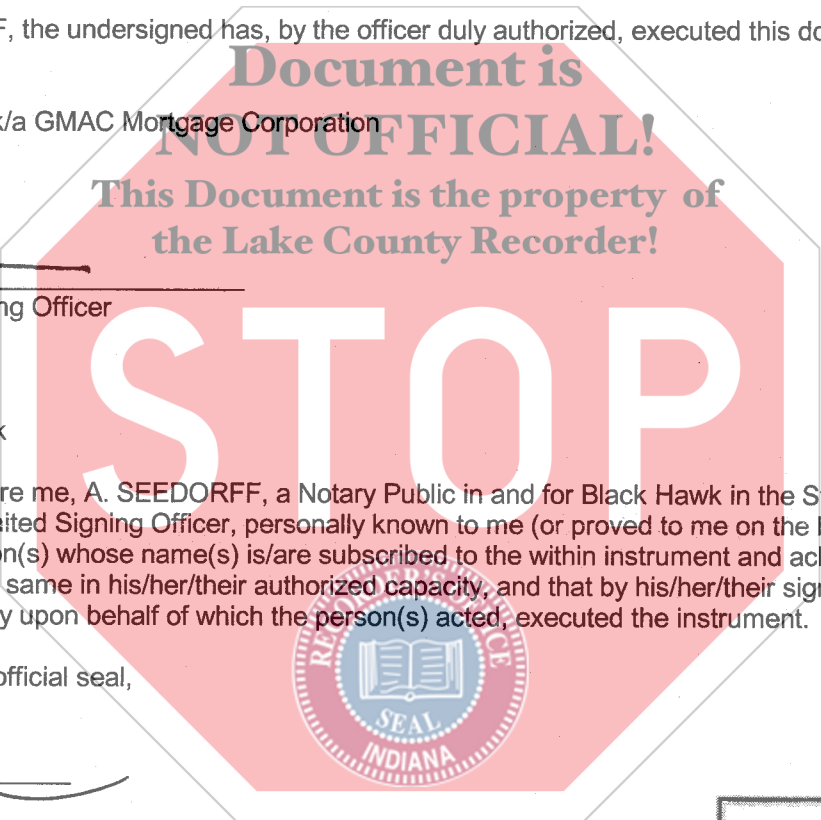 F, the undersigned has, by the officer duly authorized, executed this do
Document is
k/a GMAC Mortgage Corporation
NOT OFFICIAL!
This Document is the property of
the Lake County Recorder!
ng Officer
STOP
k
re me, A. SEEDORFF, a Notary Public in and for Black Hawk in the S
ited Signing Officer, personally known to me (or proved to me on the b
n(s) whose name(s) is/are subscribed to the within instrument and ac
same in his/her/their authorized capacity, and that by his/her/their sign
y upon behalf of which the person(s) acted, executed the instrument.
RECORDER'S OFFICE
official seal,
SEAL
INDIANA